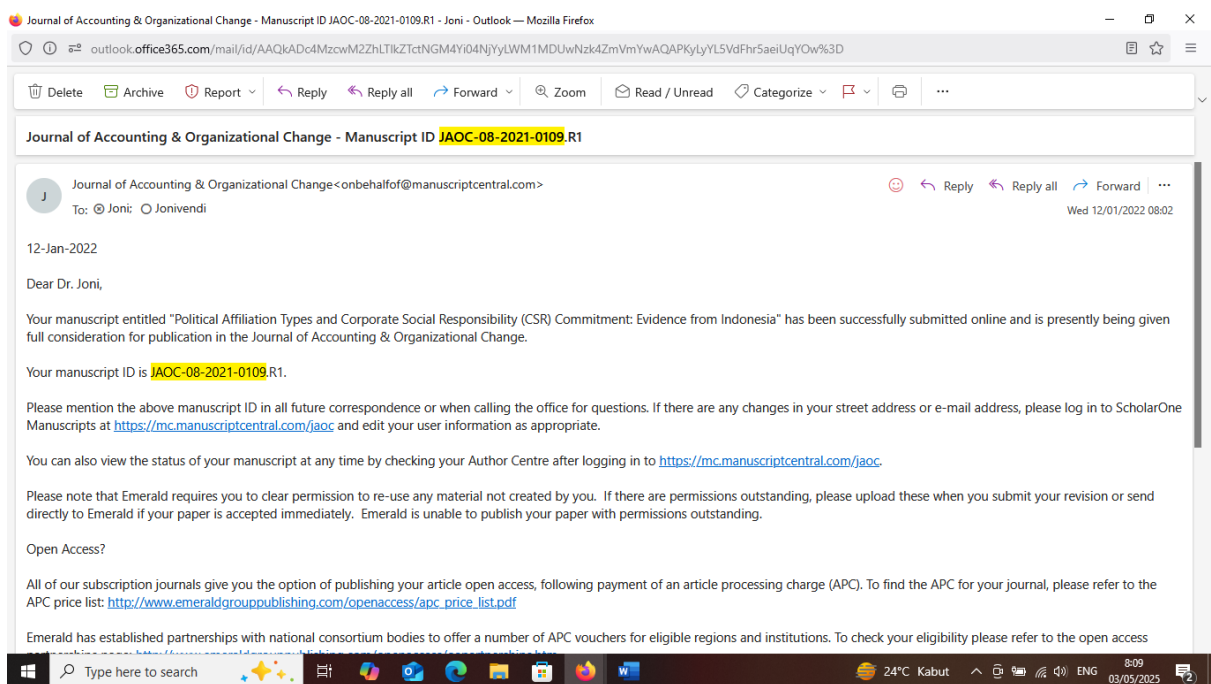 Journal of Accounting & Organizational Change - Manuscript ID JAOC-08-2021-0109.R1 - Joni - Outlook — Mozilla Firefox
outlook.office365.com/mail/id/AAQkADc4MzcwM2ZhLTlkZTctNGM4Yi04NjYyLWM1MDUwNzk4ZmVmYwAQAPKyLyYL5VdFhr5aeiUqYOw%3D
Delete Archive Report Reply Reply all Forward Zoom Read / Unread Categorize
Journal of Accounting & Organizational Change - Manuscript ID JAOC-08-2021-0109.R1
J
Journal of Accounting & Organizational Change<onbehalfof@manuscriptcentral.com>
Reply Reply all Forward
To: Joni; Jonivendi
Wed 12/01/2022 08:02
12-Jan-2022
Dear Dr. Joni,
Your manuscript entitled "Political Affiliation Types and Corporate Social Responsibility (CSR) Commitment: Evidence from Indonesia" has been successfully submitted online and is presently being given
full consideration for publication in the Journal of Accounting & Organizational Change.
Your manuscript ID is JAOC-08-2021-0109.R1.
Please mention the above manuscript ID in all future correspondence or when calling the office for questions. If there are any changes in your street address or e-mail address, please log in to ScholarOne
Manuscripts at https://mc.manuscriptcentral.com/jaoc and edit your user information as appropriate.
You can also view the status of your manuscript at any time by checking your Author Centre after logging in to https://mc.manuscriptcentral.com/jaoc.
Please note that Emerald requires you to clear permission to re-use any material not created by you. If there are permissions outstanding, please upload these when you submit your revision or send
directly to Emerald if your paper is accepted immediately. Emerald is unable to publish your paper with permissions outstanding.
Open Access?
All of our subscription journals give you the option of publishing your article open access, following payment of an article processing charge (APC). To find the APC for your journal, please refer to the
APC price list: http://www.emeraldgrouppublishing.com/openaccess/apc_price_list.pdf
Emerald has established partnerships with national consortium bodies to offer a number of APC vouchers for eligible regions and institutions. To check your eligibility please refer to the open access
Type here to search
24°C Kabut
ENG
8:09
03/05/2025
2